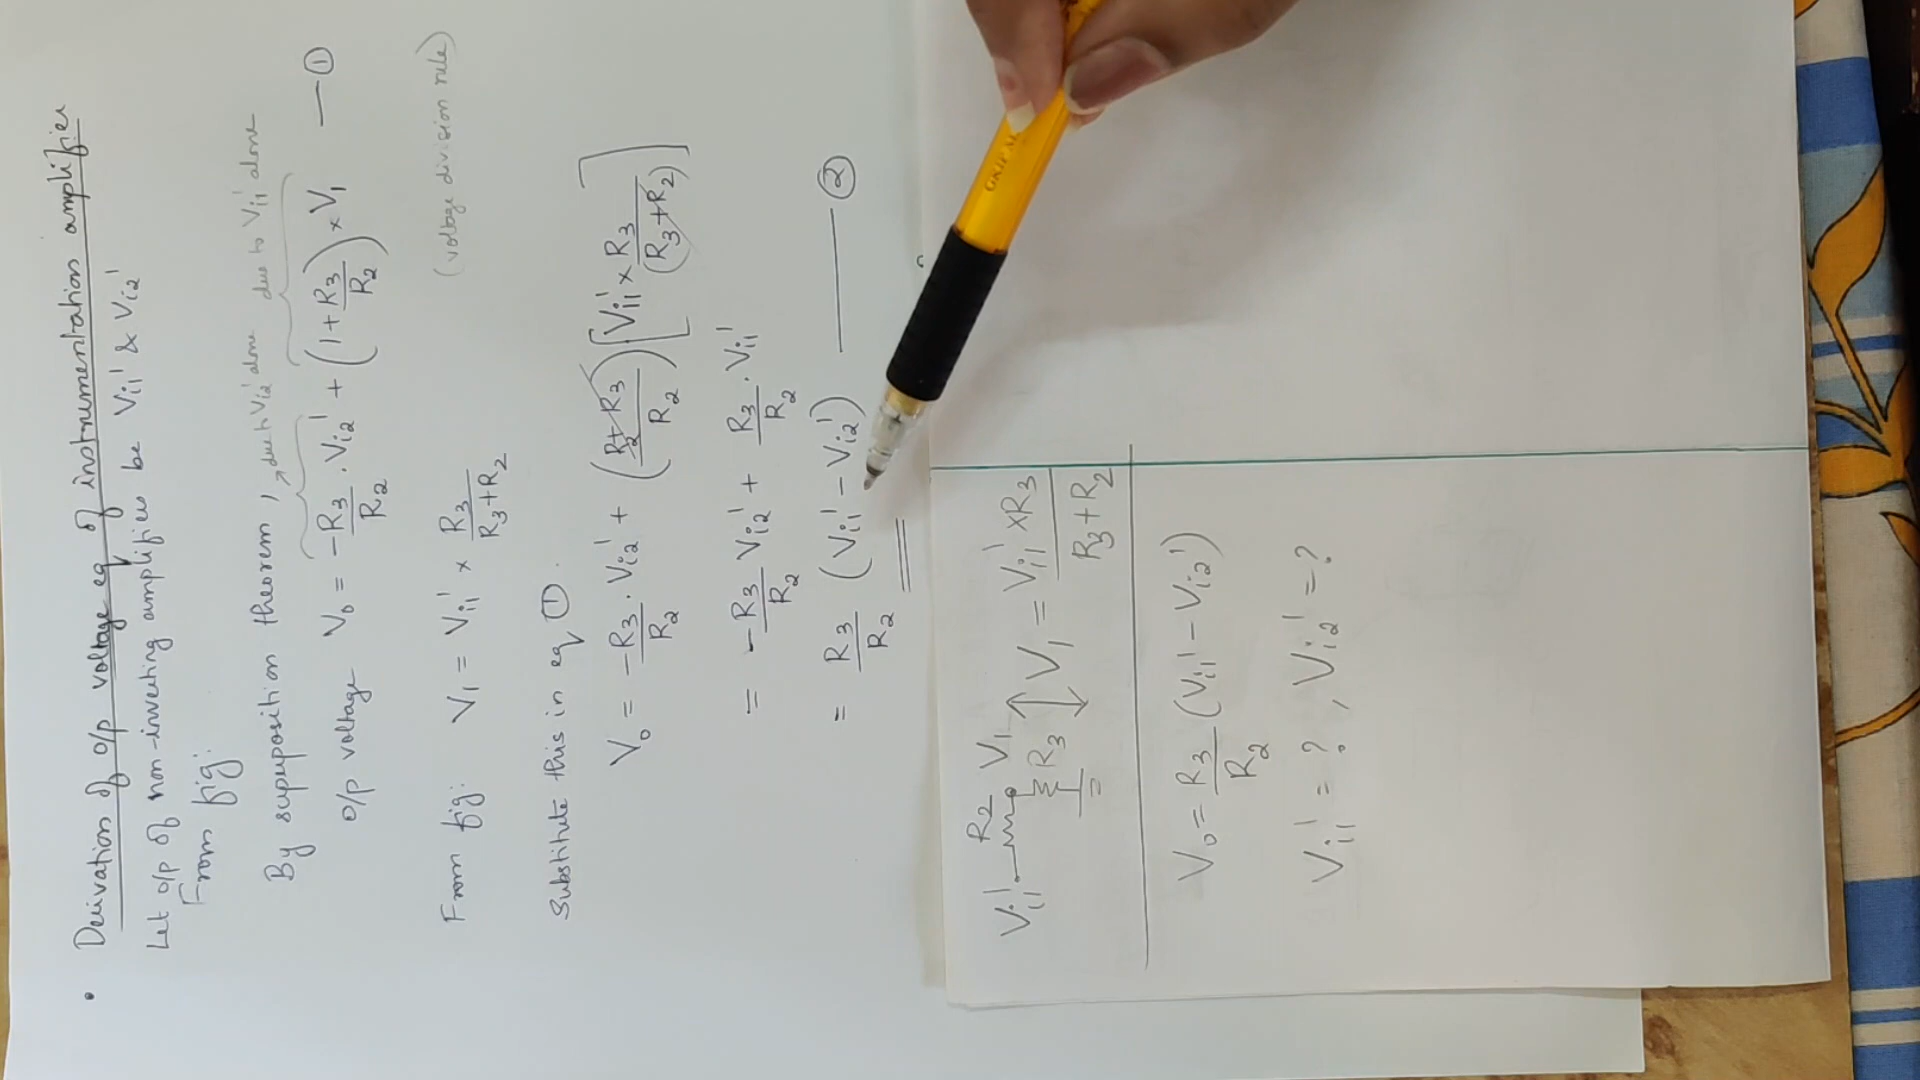 • Derivation of o/p voltage eq of instrumentation amplifier
Let o/p of non-inverting amplifier be Vi1' & Vi2'
From fig:
By superposition theorem, → due to Vi2' alone due to Vi1' alone
o/p voltage V0 = -R3/R2 . Vi2' + (1 + R3/R2) × V1 — ①
From fig: V1 = Vi1' × R3/(R3+R2) (voltage division rule)
Substitute this in eq ①.
V0 = -R3/R2 . Vi2' + ((R2+R3)/R2) [Vi1' × R3/(R3+R2)]
= -R3/R2 Vi2' + R3/R2 . Vi1'
= R3/R2 (Vi1' - Vi2') — ②
Vi1' R2 V1
R3 ↕ V1 = Vi1' × R3/(R3+R2)
V0 = R3/R2 (Vi1' - Vi2')
Vi1' = ?, Vi2' = ?